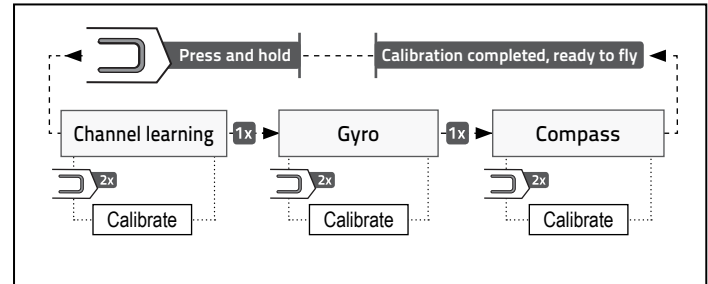 Press and hold
Calibration completed, ready to fly
Channel learning
1x
Gyro
1x
Compass
2x
2x
2x
Calibrate
Calibrate
Calibrate